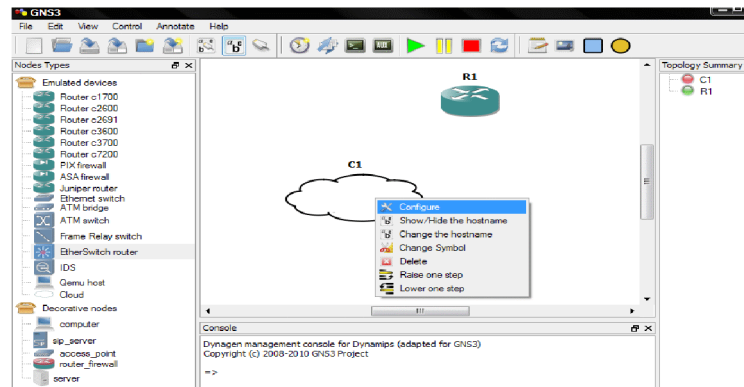 GNS3
File Edit View Control Annotate Help
Nodes Types
Emulated devices
Router c1700
Router c2600
Router c2691
Router c3600
Router c3700
Router c7200
PIX firewall
ASA firewall
Juniper router
Ethernet switch
ATM bridge
ATM switch
Frame Relay switch
EtherSwitch router
IDS
Qemu host
Cloud
Decorative nodes
computer
sip_server
access_point
router_firewall
server
AUX
R1
C1
Configure
Show/Hide the hostname
Change the hostname
Change Symbol
Delete
Raise one step
Lower one step
Console
Dynagen management console for Dynamips (adapted for GNS3)
Copyright (c) 2008-2010 GNS3 Project
=>
Topology Summary
C1
R1